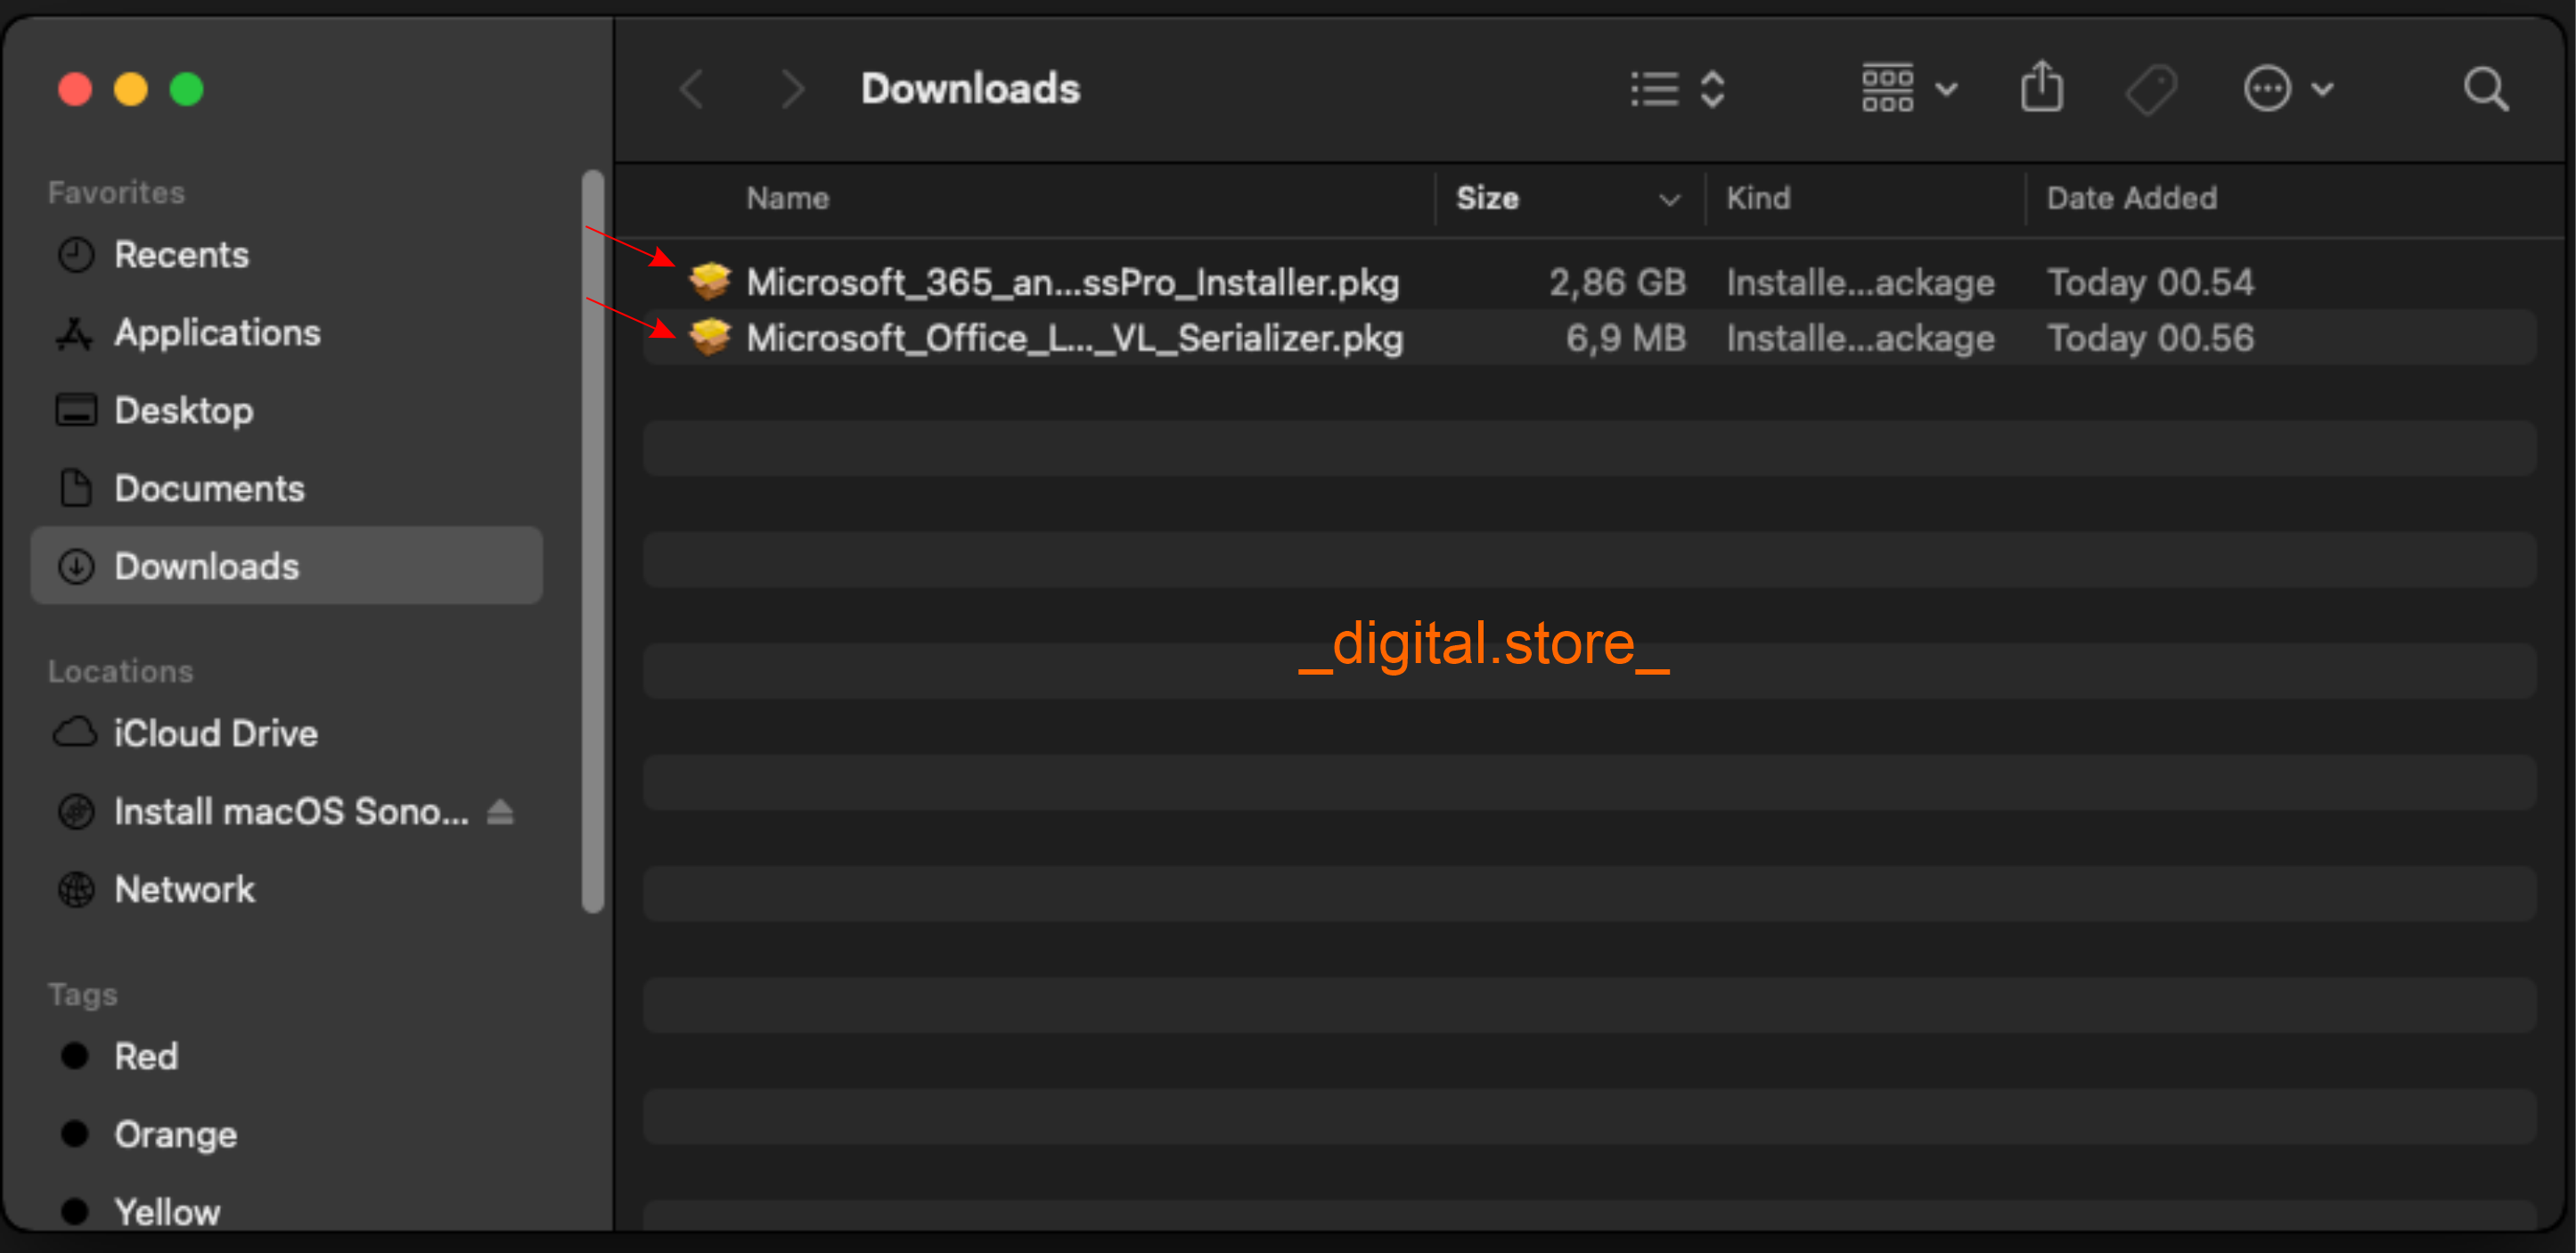 Downloads
Favorites
Recents
Applications
Desktop
Documents
Downloads
Locations
iCloud Drive
Install macOS Sono...
Network
Tags
Red
Orange
Yellow
Name Size Kind Date Added
Microsoft_365_an...ssPro_Installer.pkg 2,86 GB Installe...ackage Today 00.54
Microsoft_Office_L..._VL_Serializer.pkg 6,9 MB Installe...ackage Today 00.56
_digital.store_